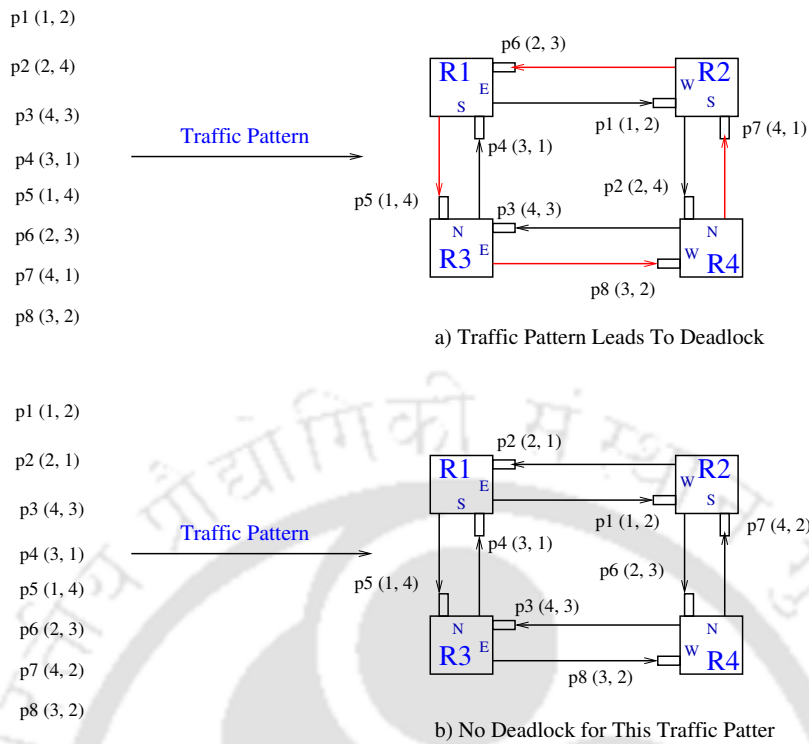 p1 (1, 2)
p2 (2, 4)
p3 (4, 3)
p4 (3, 1)
p5 (1, 4)
p6 (2, 3)
p7 (4, 1)
p8 (3, 2)
Traffic Pattern
p6 (2, 3)
R1
E
S
W
R2
S
p1 (1, 2)
p7 (4, 1)
p4 (3, 1)
p5 (1, 4)
p2 (2, 4)
p3 (4, 3)
N
E
R3
N
W
R4
p8 (3, 2)
a) Traffic Pattern Leads To Deadlock
p1 (1, 2)
p2 (2, 1)
p3 (4, 3)
p4 (3, 1)
p5 (1, 4)
p6 (2, 3)
p7 (4, 2)
p8 (3, 2)
Traffic Pattern
p2 (2, 1)
R1
E
S
W
R2
S
p1 (1, 2)
p7 (4, 2)
p4 (3, 1)
p5 (1, 4)
p6 (2, 3)
p3 (4, 3)
N
E
R3
N
W
R4
p8 (3, 2)
b) No Deadlock for This Traffic Patter